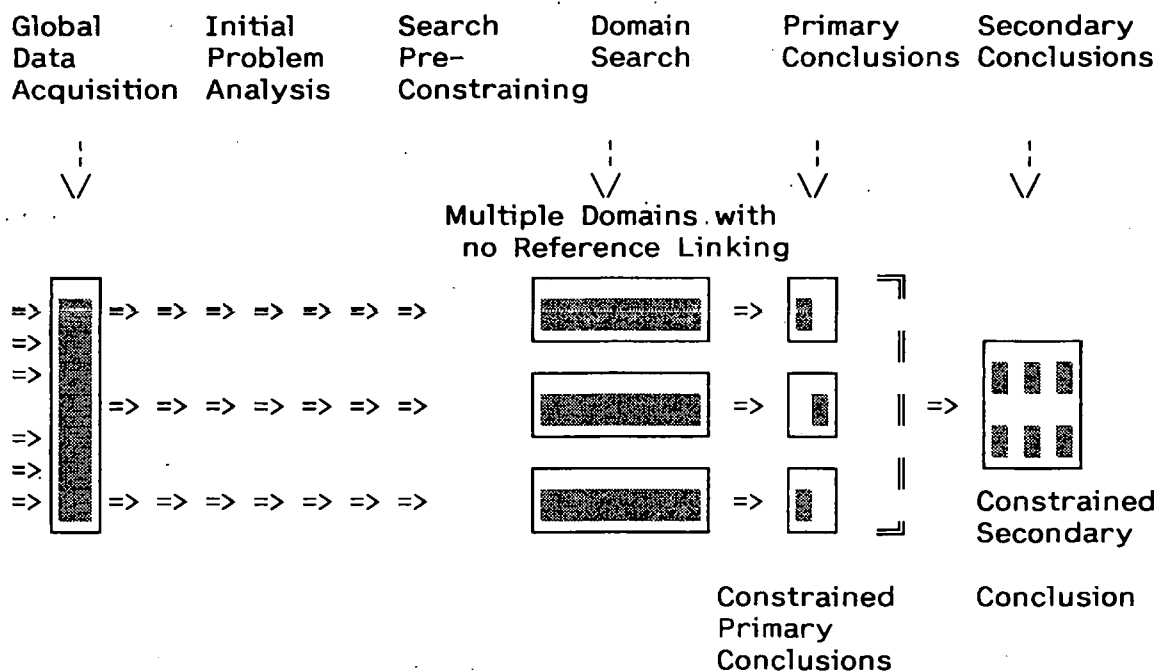 Global Initial Search Domain Primary Secondary
Data Problem Pre- Search Conclusions Conclusions
Acquisition Analysis Constraining
Multiple Domains with
no Reference Linking
=> => => => => => => => => =>
=>
=>
=> => => => => => => => =>
=>
=>
=> => => => => => => => =>
Constrained
Secondary
Constrained Conclusion
Primary
Conclusions